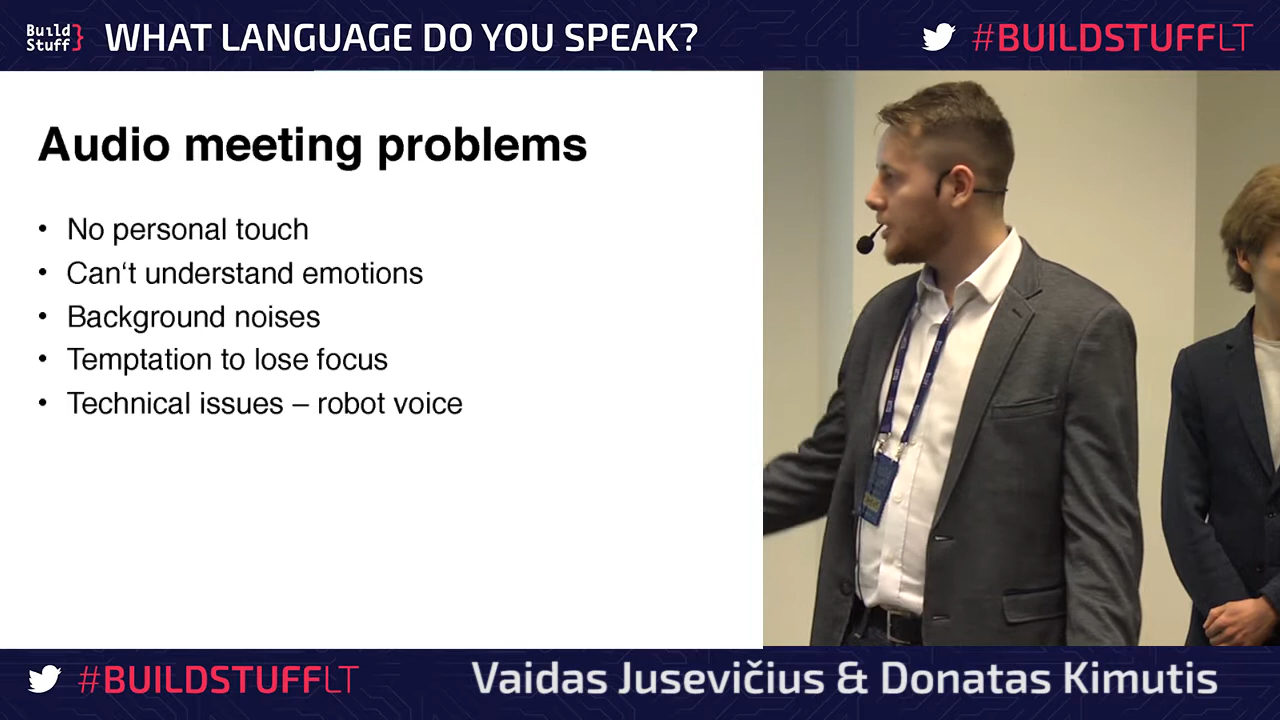 Build
Stuff}
WHAT LANGUAGE DO YOU SPEAK?
#BUILDSTUFFLT
Audio meeting problems
• No personal touch
• Can‘t understand emotions
• Background noises
• Temptation to lose focus
• Technical issues – robot voice
#BUILDSTUFFLT
Vaidas Jusevičius & Donatas Kimutis